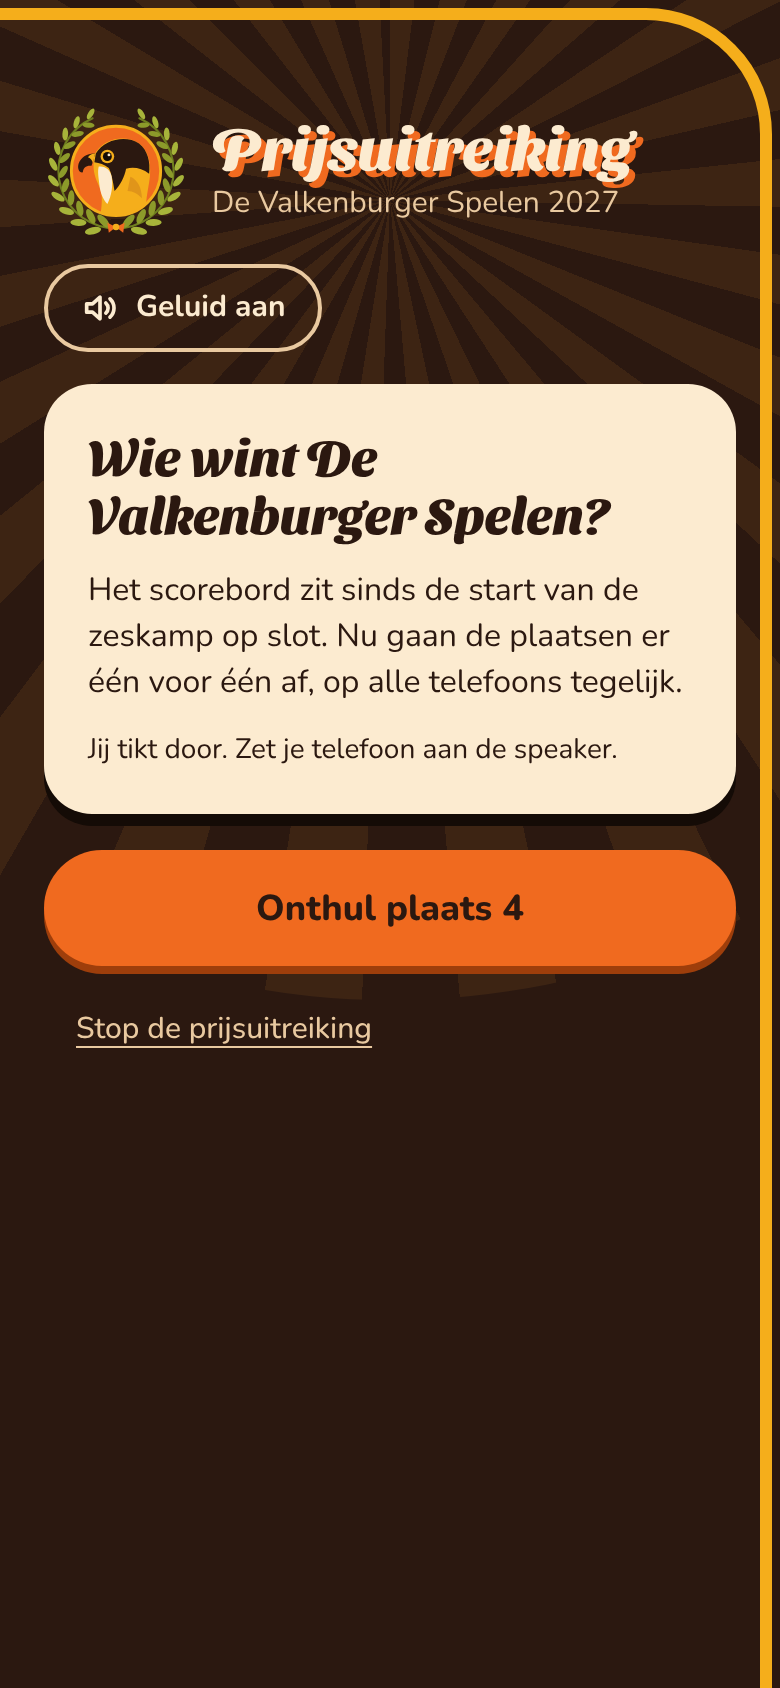 Prijsuitreiking
De Valkenburger Spelen 2027
Geluid aan
Wie wint De
Valkenburger Spelen?
Het scorebord zit sinds de start van de
zeskamp op slot. Nu gaan de plaatsen er
één voor één af, op alle telefoons tegelijk.
Jij tikt door. Zet je telefoon aan de speaker.
Onthul plaats 4
Stop de prijsuitreiking